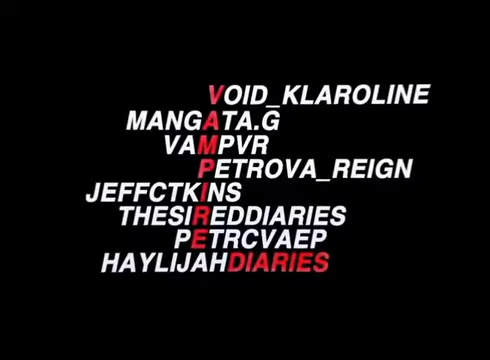 VOID_KLAROLINE
MANGATA.G
VAMPVR
PETROVA_REIGN
JEFFCTKINS
THESIREDDIARIES
PETRCVAEP
HAYLIJAHDIARIES